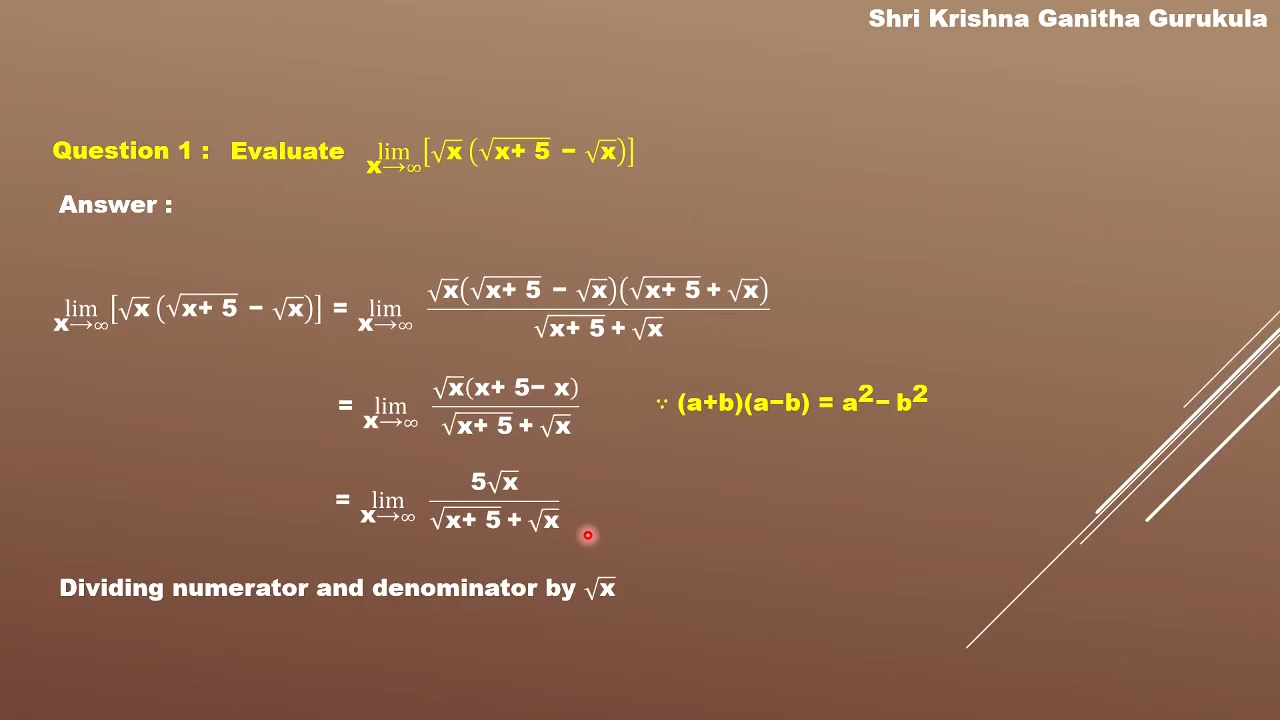 Shri Krishna Ganitha Gurukula
Question 1 : Evaluate lim x→∞ [√x (√(x+ 5) − √x)]
Answer :
lim x→∞ [√x (√(x+ 5) − √x)] = lim x→∞ √x(√(x+ 5) − √x)(√(x+ 5) + √x) / √(x+ 5) + √x
= lim x→∞ √x(x+ 5− x) / √(x+ 5) + √x ∵ (a+b)(a−b) = a² − b²
= lim x→∞ 5√x / √(x+ 5) + √x
Dividing numerator and denominator by √x